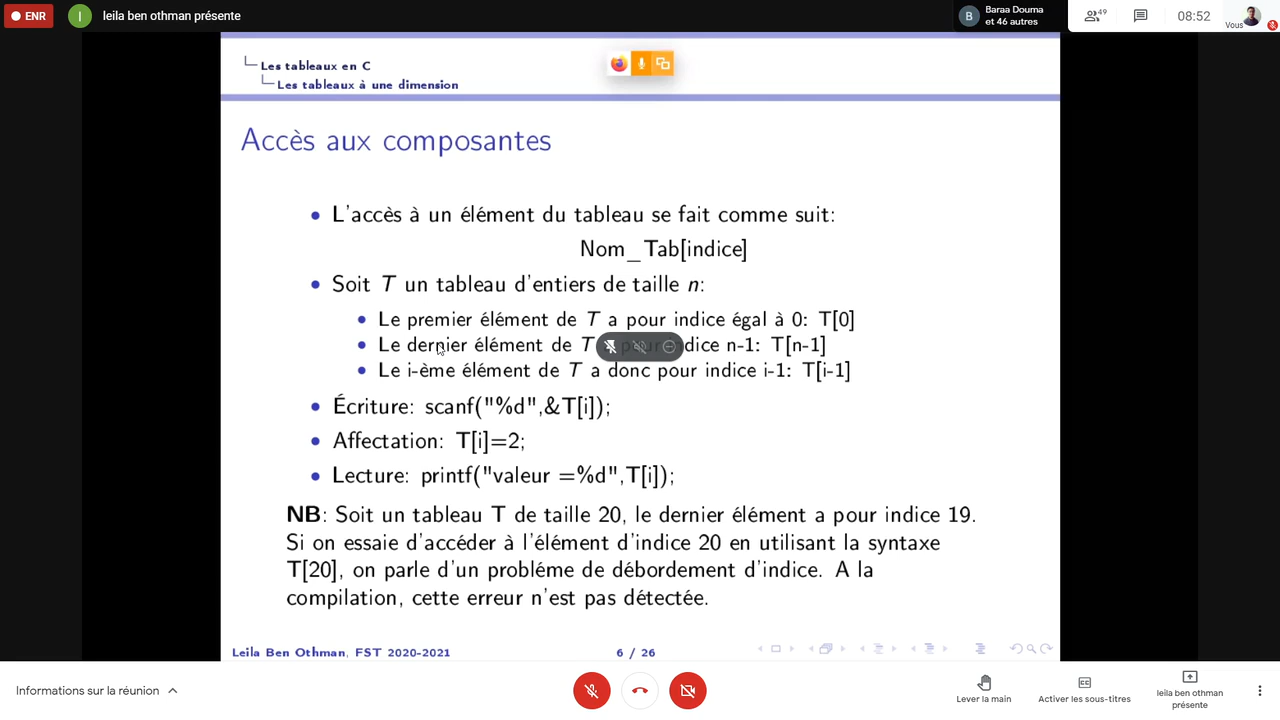 ENR
I
leila ben othman présente
B
Baraa Douma
et 46 autres
49
08:52
Vous
Les tableaux en C
Les tableaux à une dimension
Accès aux composantes
• L'accès à un élément du tableau se fait comme suit:
Nom_Tab[indice]
• Soit T un tableau d'entiers de taille n:
• Le premier élément de T a pour indice égal à 0: T[0]
• Le dernier élément de T indice n-1: T[n-1]
• Le i-ème élément de T a donc pour indice i-1: T[i-1]
• Écriture: scanf("%d",&T[i]);
• Affectation: T[i]=2;
• Lecture: printf("valeur =%d",T[i]);
NB: Soit un tableau T de taille 20, le dernier élément a pour indice 19.
Si on essaie d'accéder à l'élément d'indice 20 en utilisant la syntaxe
T[20], on parle d'un probléme de débordement d'indice. A la
compilation, cette erreur n'est pas détectée.
Leila Ben Othman, FST 2020-2021
6 / 26
Informations sur la réunion
Lever la main
Activer les sous-titres
leila ben othman
présente